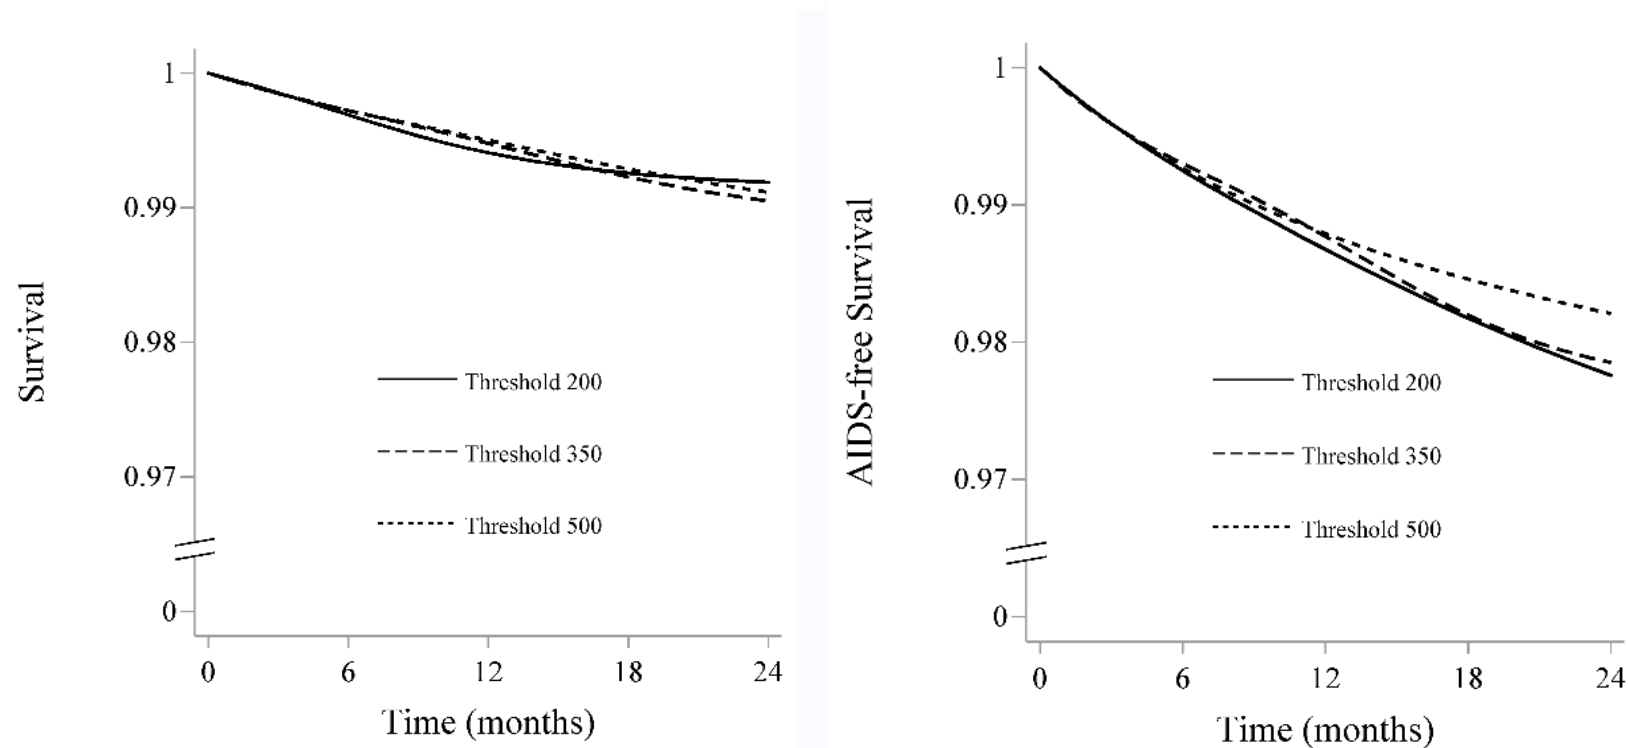 Survival
1
0.99
0.98
0.97
0
Threshold 200
Threshold 350
Threshold 500
0 6 12 18 24
Time (months)
AIDS-free Survival
1
0.99
0.98
0.97
0
Threshold 200
Threshold 350
Threshold 500
0 6 12 18 24
Time (months)